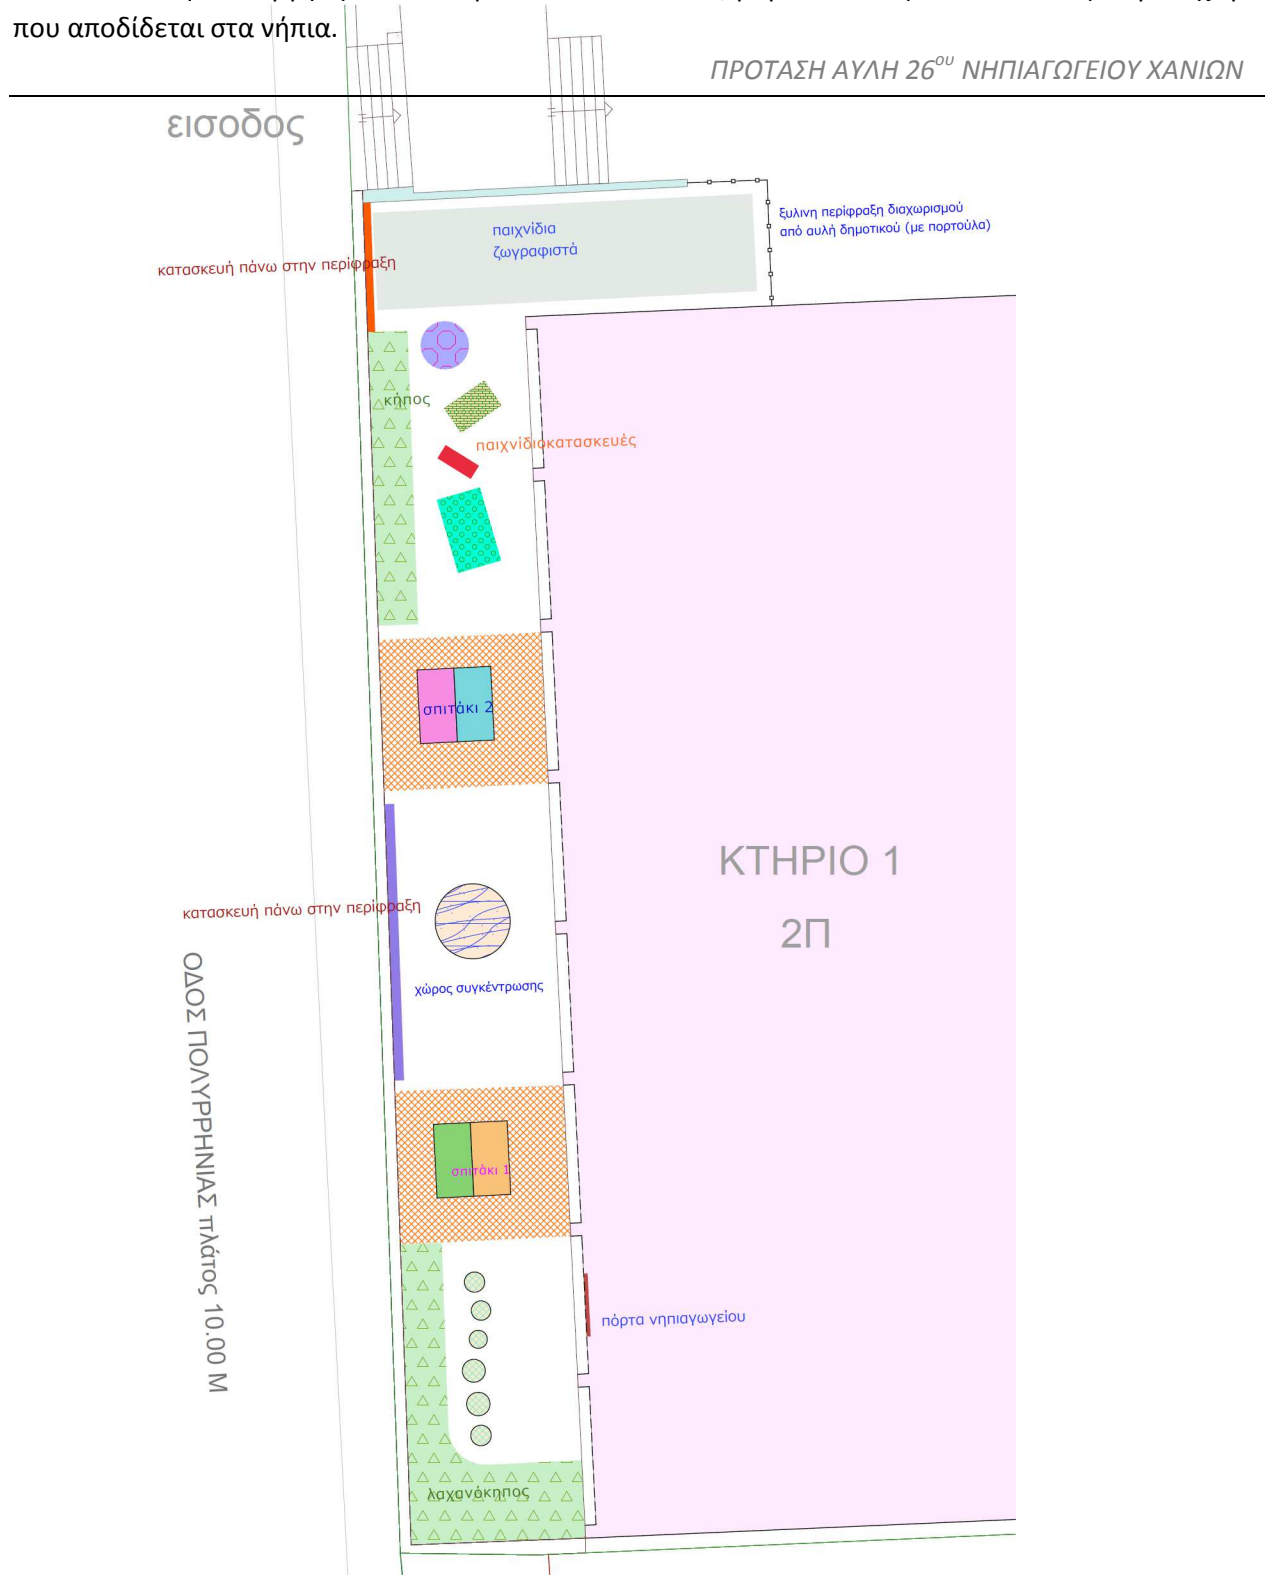 που αποδίδεται στα νήπια.
ΠΡΟΤΑΣΗ ΑΥΛΗ 26ου ΝΗΠΙΑΓΩΓΕΙΟΥ ΧΑΝΙΩΝ
εισοδος
ξυλινη περίφραξη διαχωρισμού
από αυλή δημοτικού (με πορτούλα)
παιχνίδια
ζωγραφιστά
κατασκευή πάνω στην περίφραξη
κήπος
παιχνίδιοκατασκευές
σπιτάκι 2
ΚΤΗΡΙΟ 1
2Π
κατασκευή πάνω στην περίφραξη
χώρος συγκέντρωσης
ΟΔΟΣ ΠΟΛΥΡΡΗΝΙΑΣ πλάτος 10.00 Μ
σπιτάκι 1
πόρτα νηπιαγωγείου
λαχανόκηπος